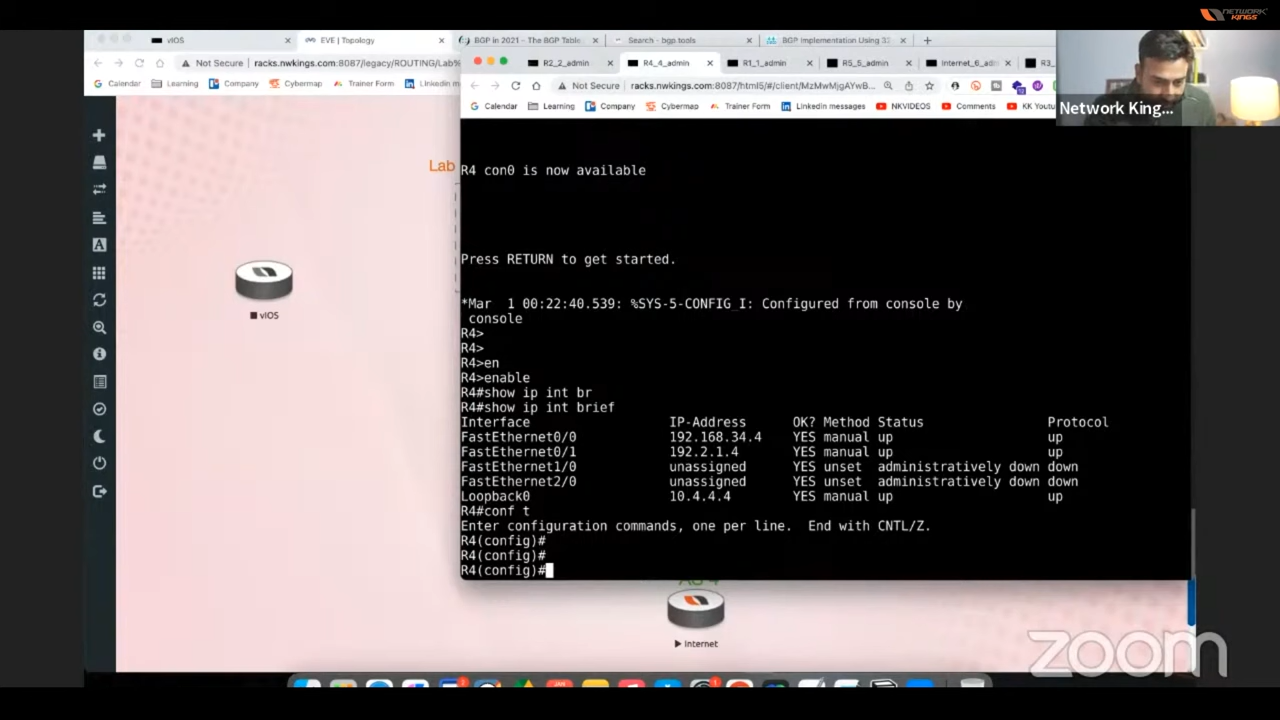 NETWORK KINGS
vIOS
EVE | Topology
BGP in 2021 - The BGP Table
Search - bgp.tools
BGP Implementation Using 32
R2_2_admin
R4_4_admin
R1_1_admin
R5_5_admin
Internet_6_adm
R3_
Not Secure
racks.nwkings.com:8087/legacy/ROUTING/Lab%
Not Secure
racks.nwkings.com:8087/html5/#/client/MzMwMjgAYwB...
Calendar
Learning
Company
Cybermap
Trainer Form
Linkedin m
Calendar
Learning
Company
Cybermap
Trainer Form
Linkedin messages
NKVIDEOS
Comments
KK Youtu
Network King...
Lab
vIOS
R4 con0 is now available
Press RETURN to get started.
*Mar  1 00:22:40.539: %SYS-5-CONFIG_I: Configured from console by
console
R4>
R4>
R4>en
R4>enable
R4#show ip int br
R4#show ip int brief
Interface IP-Address OK? Method Status Protocol
FastEthernet0/0 192.168.34.4 YES manual up up
FastEthernet0/1 192.2.1.4 YES manual up up
FastEthernet1/0 unassigned YES unset administratively down down
FastEthernet2/0 unassigned YES unset administratively down down
Loopback0 10.4.4.4 YES manual up up
R4#conf t
Enter configuration commands, one per line.  End with CNTL/Z.
R4(config)#
R4(config)#
R4(config)#
Internet
zoom